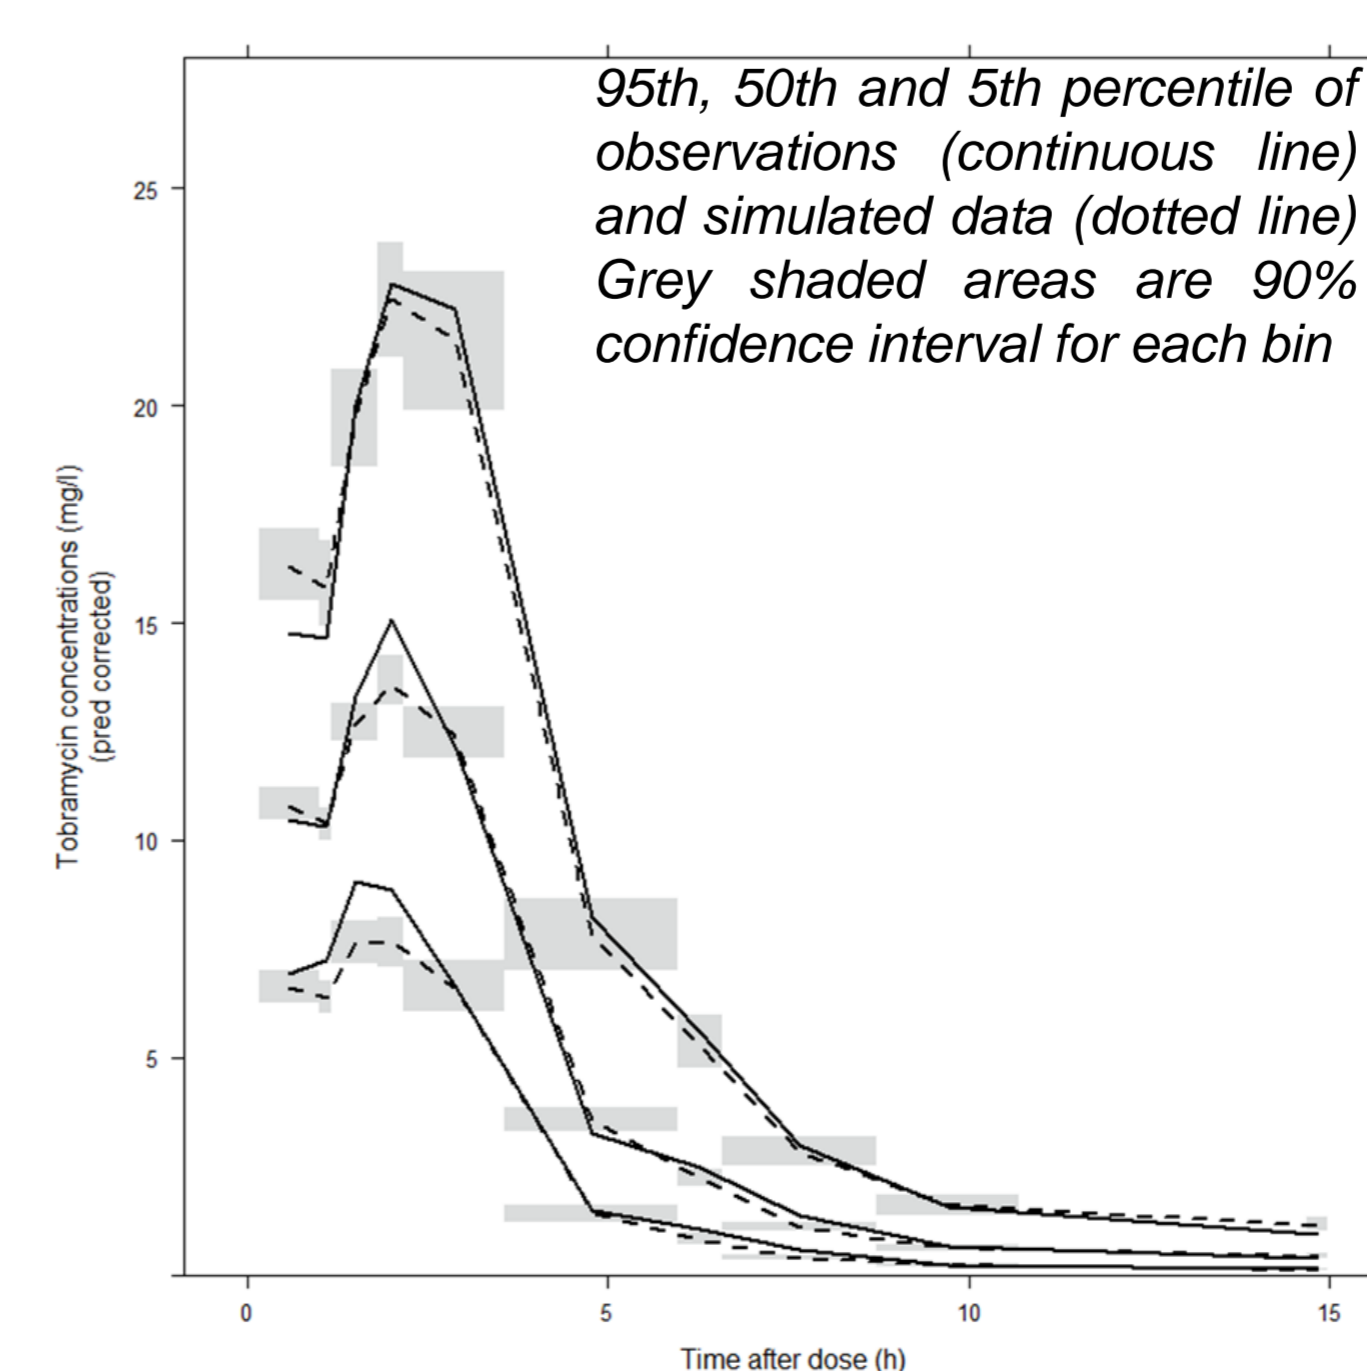 95th, 50th and 5th percentile of
observations (continuous line)
and simulated data (dotted line)
Grey shaded areas are 90%
confidence interval for each bin
25
20
15
10
5
Tobramycin concentrations (mg/l)
(pred corrected)
0
5
10
15
Time after dose (h)